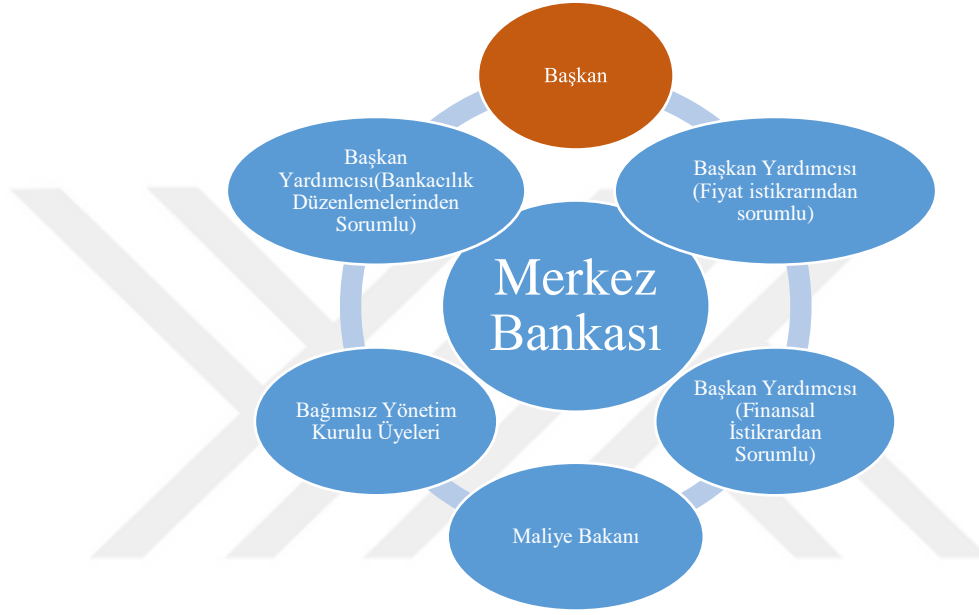 Başkan
Başkan
Yardımcısı(Bankacılık
Düzenlemelerinden
Sorumlu)
Başkan Yardımcısı
(Fiyat istikrarından
sorumlu)
Merkez
Bankası
Bağımsız Yönetim
Kurulu Üyeleri
Başkan Yardımcısı
(Finansal
İstikrardan
Sorumlu)
Maliye Bakanı